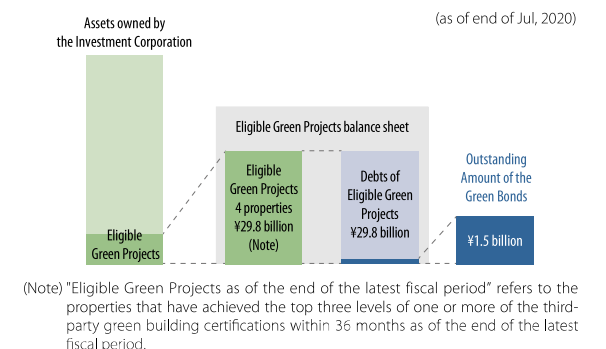 Assets owned by
the Investment Corporation
(as of end of Jul, 2020)
Eligible Green Projects balance sheet
Eligible
Green Projects
Eligible
Green Projects
4 properties
¥29.8 billion
(Note)
Debts of
Eligible Green
Projects
¥29.8 billion
Outstanding
Amount of the
Green Bonds
¥1.5 billion
(Note) "Eligible Green Projects as of the end of the latest fiscal period” refers to the
properties that have achieved the top three levels of one or more of the third-
party green building certifications within 36 months as of the end of the latest
fiscal period.